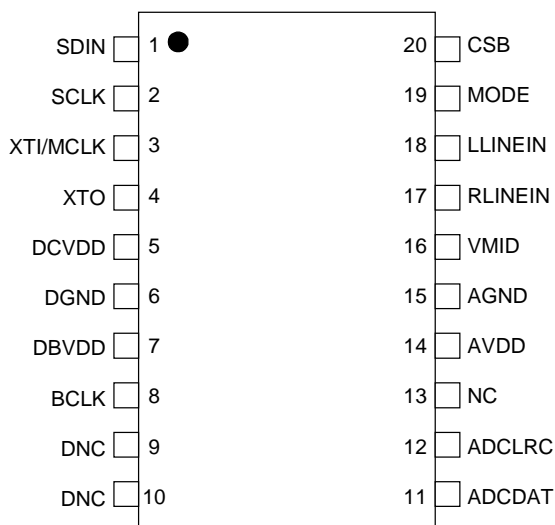 SDIN 1 20 CSB
SCLK 2 19 MODE
XTI/MCLK 3 18 LLINEIN
XTO 4 17 RLINEIN
DCVDD 5 16 VMID
DGND 6 15 AGND
DBVDD 7 14 AVDD
BCLK 8 13 NC
DNC 9 12 ADCLRC
DNC 10 11 ADCDAT